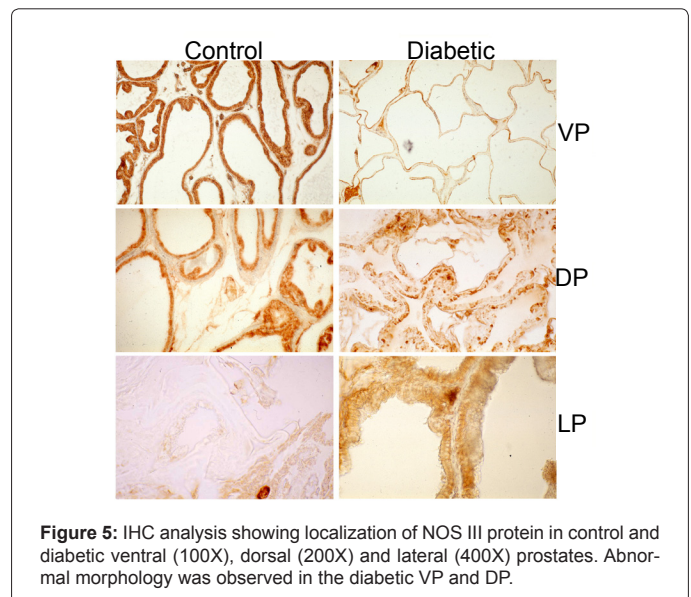 Control
Diabetic
VP
DP
LP
Figure 5: IHC analysis showing localization of NOS III protein in control and
diabetic ventral (100X), dorsal (200X) and lateral (400X) prostates. Abnor-
mal morphology was observed in the diabetic VP and DP.